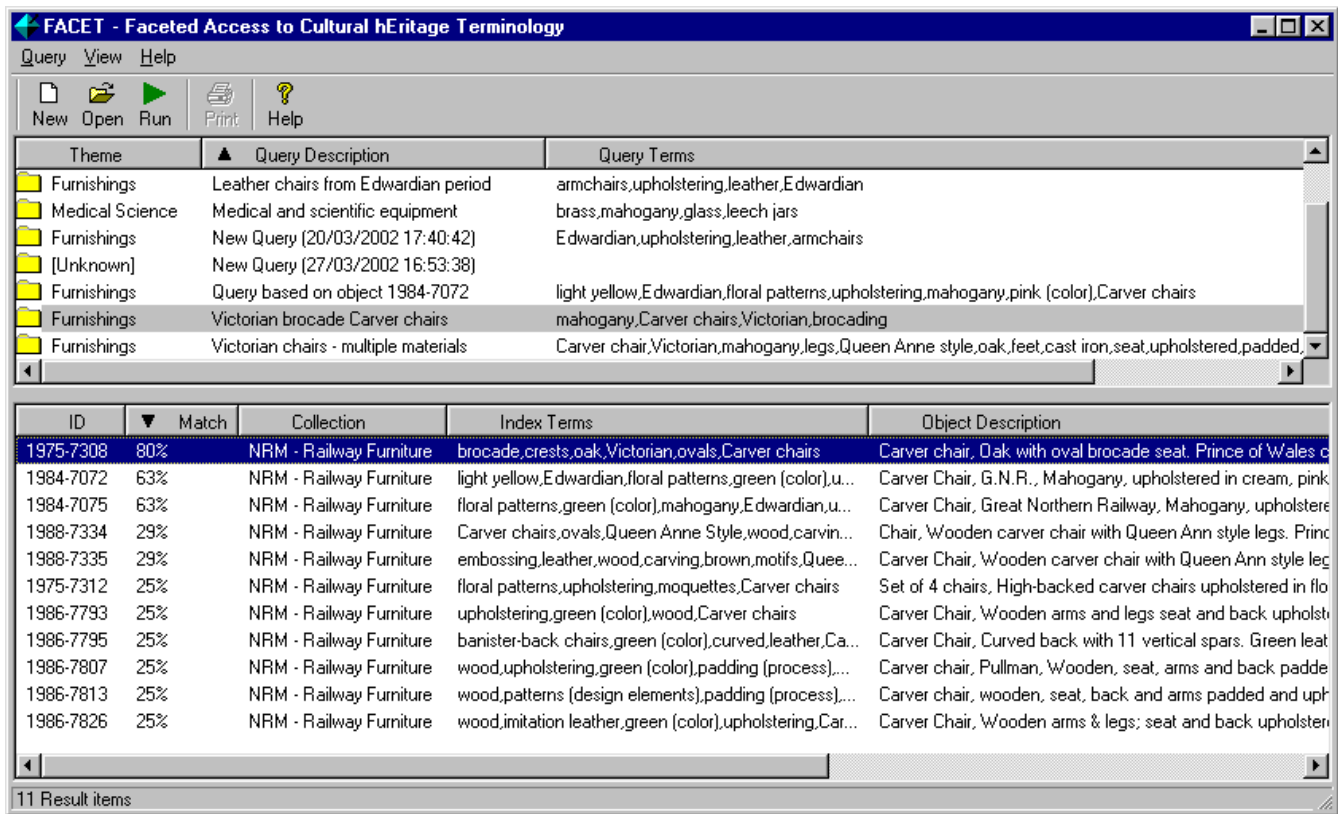 FACET - Faceted Access to Cultural hEritage Terminology
Query View Help
New Open Run Print Help
Theme Query Description Query Terms
Furnishings Leather chairs from Edwardian period armchairs,upholstering,leather,Edwardian
Medical Science Medical and scientific equipment brass,mahogany,glass,leech jars
Furnishings New Query (20/03/2002 17:40:42) Edwardian,upholstering,leather,armchairs
[Unknown] New Query (27/03/2002 16:53:38)
Furnishings Query based on object 1984-7072 light yellow,Edwardian,floral patterns,upholstering,mahogany,pink (color),Carver chairs
Furnishings Victorian brocade Carver chairs mahogany,Carver chairs,Victorian,brocading
Furnishings Victorian chairs - multiple materials Carver chair,Victorian,mahogany,legs,Queen Anne style,oak,feet,cast iron,seat,upholstered,padded,
ID Match Collection Index Terms Object Description
1975-7308 80% NRM - Railway Furniture brocade,crests,oak,Victorian,ovals,Carver chairs Carver chair, Oak with oval brocade seat. Prince of Wales c
1984-7072 63% NRM - Railway Furniture light yellow,Edwardian,floral patterns,green (color),u... Carver Chair, G.N.R., Mahogany, upholstered in cream, pink
1984-7075 63% NRM - Railway Furniture floral patterns,green (color),mahogany,Edwardian,u... Carver Chair, Great Northern Railway, Mahogany, upholstere
1988-7334 29% NRM - Railway Furniture Carver chairs,ovals,Queen Anne Style,wood,carvin... Chair, Wooden carver chair with Queen Ann style legs. Princ
1988-7335 29% NRM - Railway Furniture embossing,leather,wood,carving,brown,motifs,Quee... Carver Chair, Wooden carver chair with Queen Ann style leg
1975-7312 25% NRM - Railway Furniture floral patterns,upholstering,moquettes,Carver chairs Set of 4 chairs, High-backed carver chairs upholstered in flo
1986-7793 25% NRM - Railway Furniture upholstering,green (color),wood,Carver chairs Carver Chair, Wooden arms and legs seat and back upholst
1986-7795 25% NRM - Railway Furniture banister-back chairs,green (color),curved,leather,Ca... Carver Chair, Curved back with 11 vertical spars. Green leat
1986-7807 25% NRM - Railway Furniture wood,upholstering,green (color),padding (process),... Carver chair, Pullman, Wooden, seat, arms and back padde
1986-7813 25% NRM - Railway Furniture wood,patterns (design elements),padding (process),... Carver chair, wooden, seat, back and arms padded and uph
1986-7826 25% NRM - Railway Furniture wood,imitation leather,green (color),upholstering,Car... Carver Chair, Wooden arms & legs; seat and back upholster
11 Result items